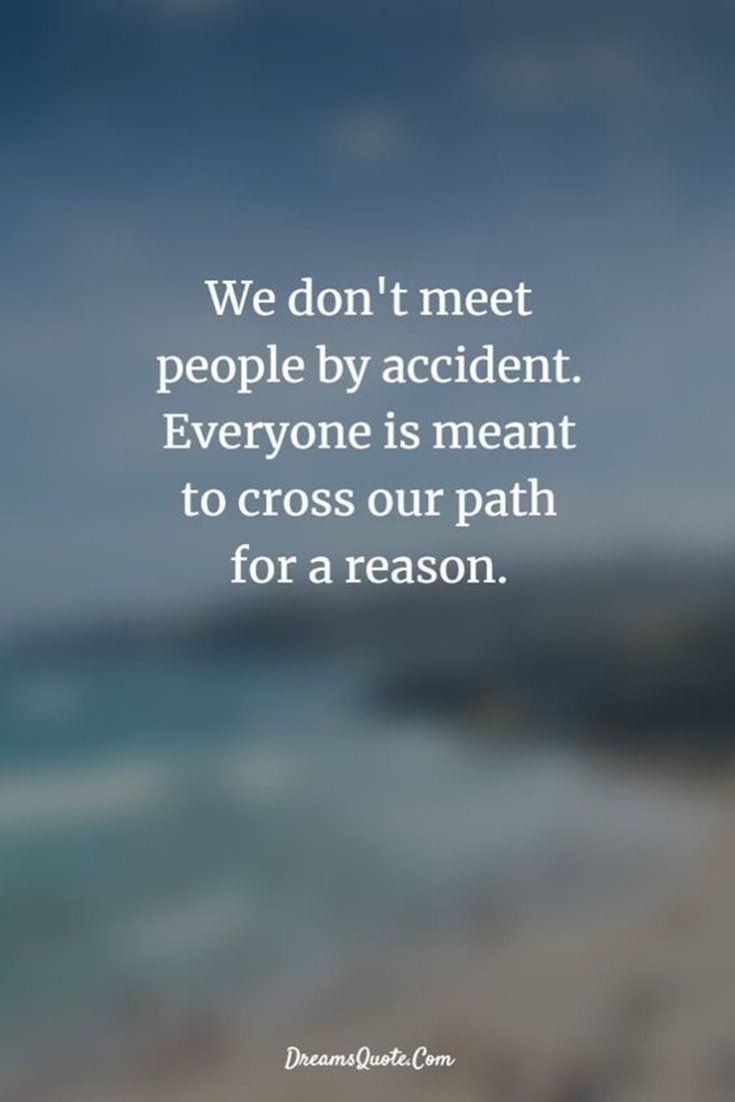 We don't meet
people by accident.
Everyone is meant
to cross our path
for a reason.
DreamsQuote.Com